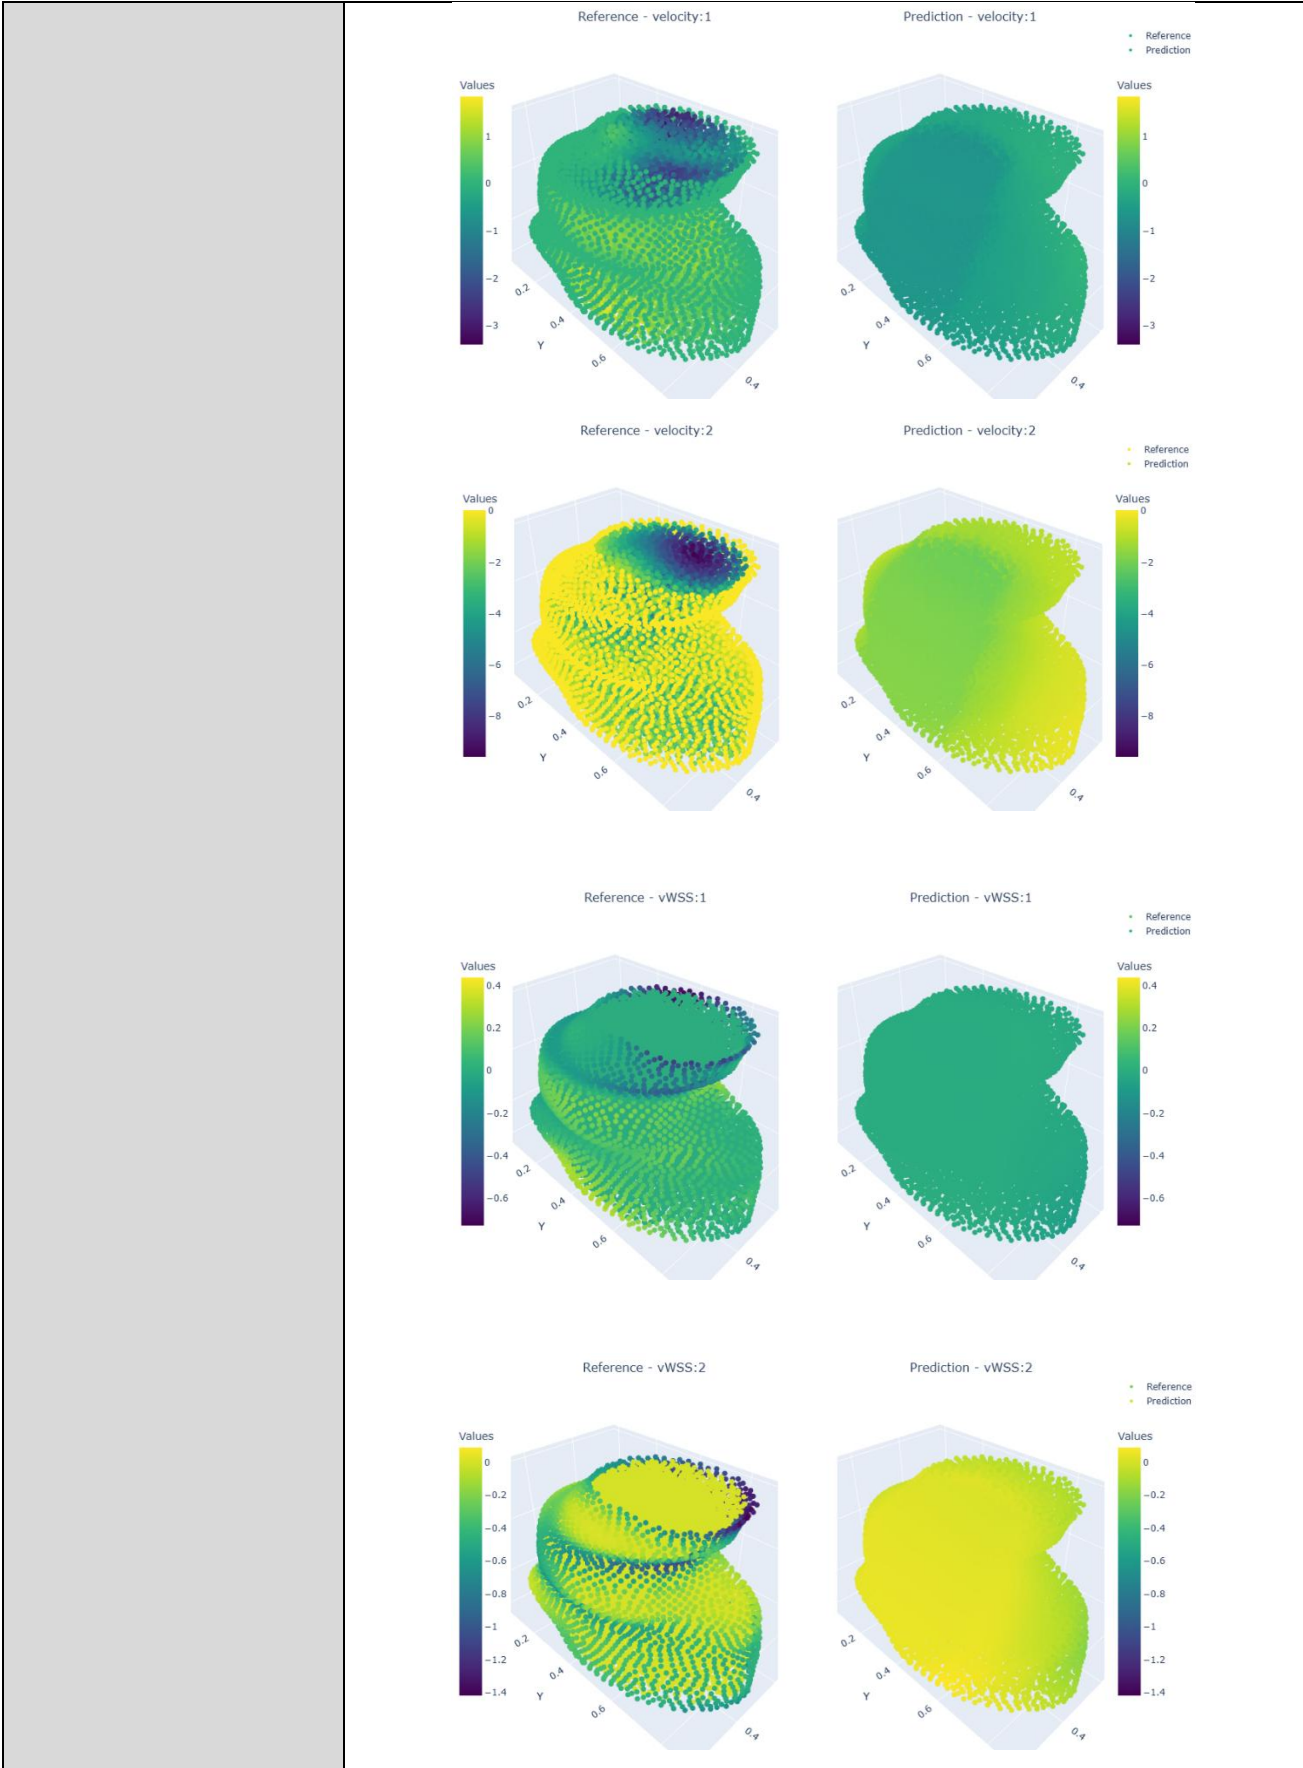 Reference - velocity:1
Prediction - velocity:1
Reference
Prediction
Values
1
0
−1
−2
−3
0.2
0.4
Y
0.6
0.4
Values
1
0
−1
−2
−3
0.2
0.4
Y
0.6
0.4
Reference - velocity:2
Prediction - velocity:2
Reference
Prediction
Values
0
−2
−4
−6
−8
0.2
0.4
Y
0.6
0.4
Values
0
−2
−4
−6
−8
0.2
0.4
Y
0.6
0.4
Reference - vWSS:1
Prediction - vWSS:1
Reference
Prediction
Values
0.4
0.2
0
−0.2
−0.4
−0.6
0.2
0.4
Y
0.6
0.4
Values
0.4
0.2
0
−0.2
−0.4
−0.6
0.2
0.4
Y
0.6
0.4
Reference - vWSS:2
Prediction - vWSS:2
Reference
Prediction
Values
0
−0.2
−0.4
−0.6
−0.8
−1
−1.2
−1.4
0.2
0.4
Y
0.6
0.4
Values
0
−0.2
−0.4
−0.6
−0.8
−1
−1.2
−1.4
0.2
0.4
Y
0.6
0.4